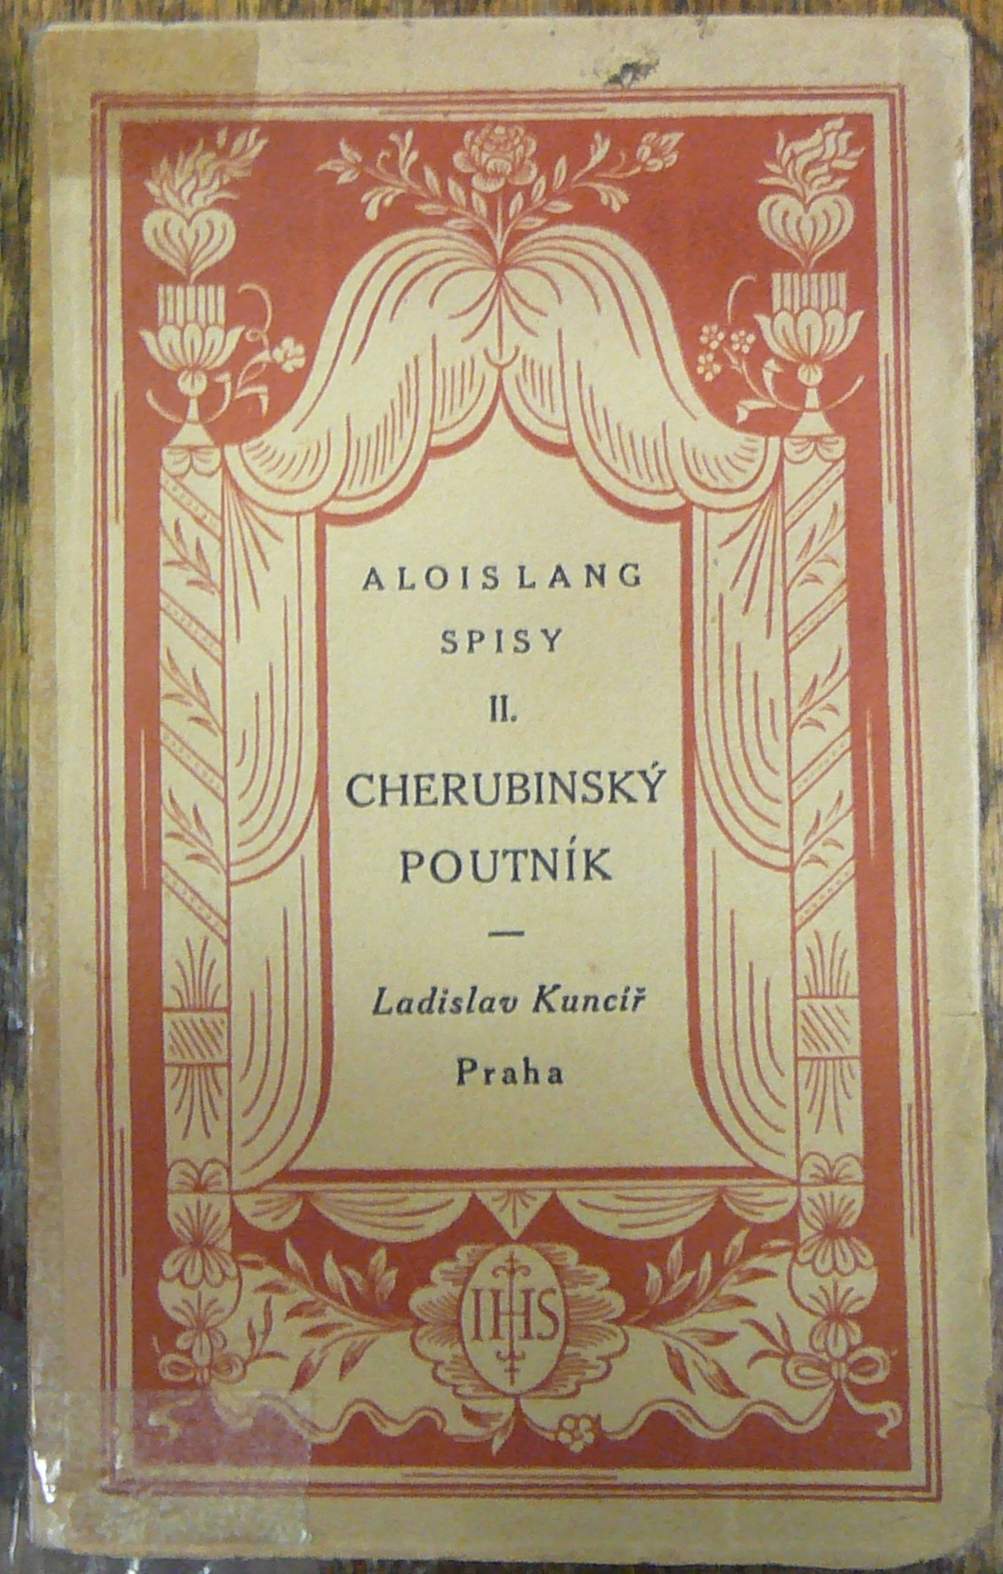 ALOIS LANG
SPISY
II.
CHERUBINSKÝ
POUTNÍK
Ladislav Kuncíř
Praha
IHS